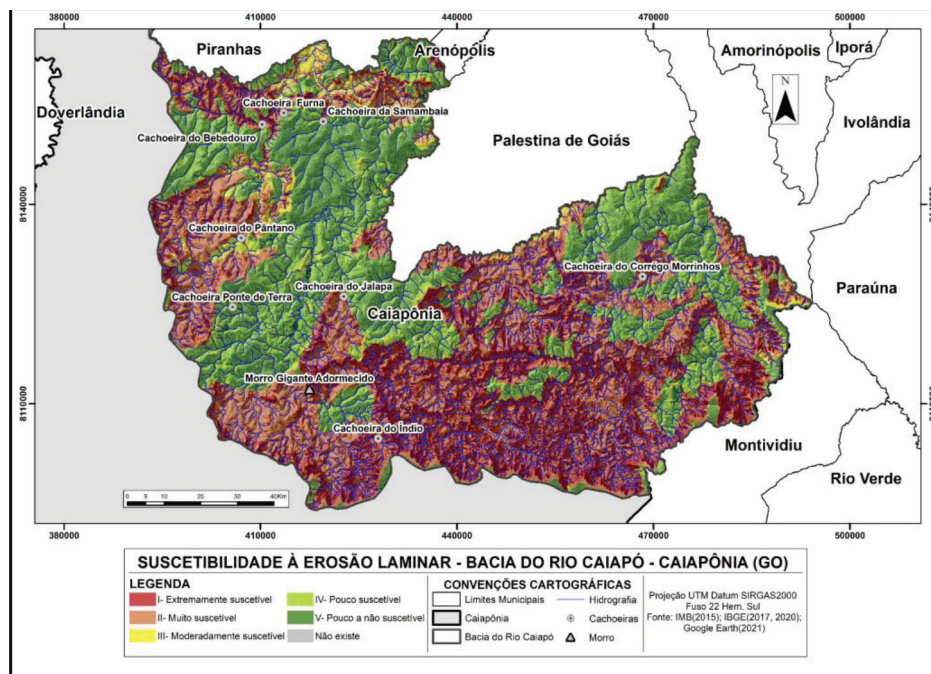 380000 410000 440000 470000 500000
Piranhas
Arenópolis
Amorinópolis
Iporá
N
Doverlândia
Cachoeira Furna
Cachoeira da Samambaia
Cachoeira do Bebedouro
Palestina de Goiás
Ivolândia
8140000
Cachoeira do Pântano
Cachoeira do Corrégo Morrinhos
Cachoeira do Jalapa
Paraúna
Cachoeira Ponte de Terra
Caiapônia
Morro Gigante Adormecido
8110000
Cachoeira do Indio
Montividiu
Rio Verde
0 5 10 20 30 40Km
380000 410000 440000 470000 500000
SUSCETIBILIDADE À EROSÃO LAMINAR - BACIA DO RIO CAIAPÓ - CAIAPÔNIA (GO)
LEGENDA
I- Extremamente suscetível
II- Muito suscetível
III- Moderadamente suscetível
IV- Pouco suscetível
V- Pouco a não suscetível
Não existe
CONVENÇÕES CARTOGRÁFICAS
Limites Municipais
Caiapônia
Bacia do Rio Caiapó
Hidrografia
Cachoeiras
Morro
Projeção UTM Datum SIRGAS2000
Fuso 22 Hem. Sul
Fonte: IMB(2015); IBGE(2017, 2020);
Google Earth(2021)